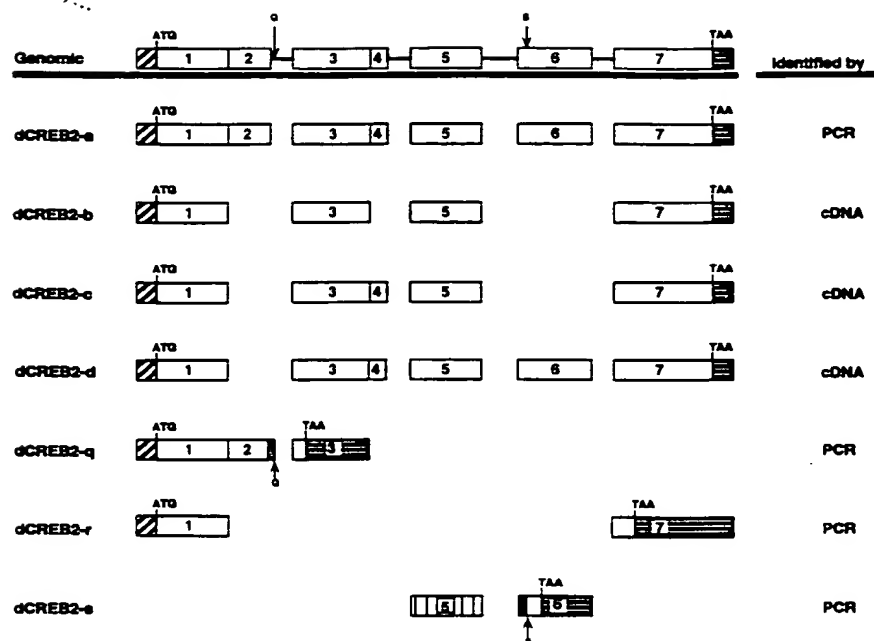 ATG G S TAA
Genomic 1 2 3 4 5 6 7 Identified by
ATG TAA
dCREB2-a 1 2 3 4 5 6 7 PCR
ATG TAA
dCREB2-b 1 3 5 7 cDNA
ATG TAA
dCREB2-c 1 3 4 5 7 cDNA
ATG TAA
dCREB2-d 1 3 4 5 6 7 cDNA
ATG TAA
dCREB2-q 1 2 3 PCR
ATG TAA
dCREB2-r 1 7 PCR
TAA
dCREB2-s 5 6 PCR